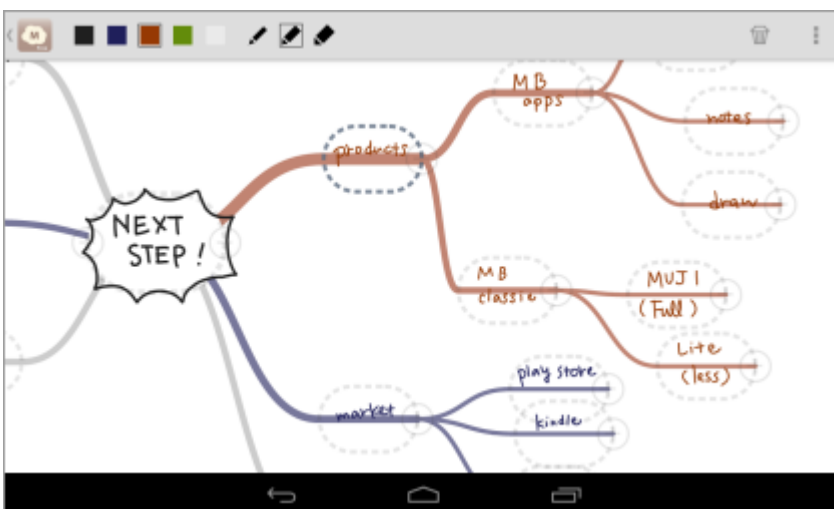 M
NEXT
STEP!
products
MB
apps
notes
draw
MB
classic
MUJI
(Full)
Lite
(less)
market
play store
kindle